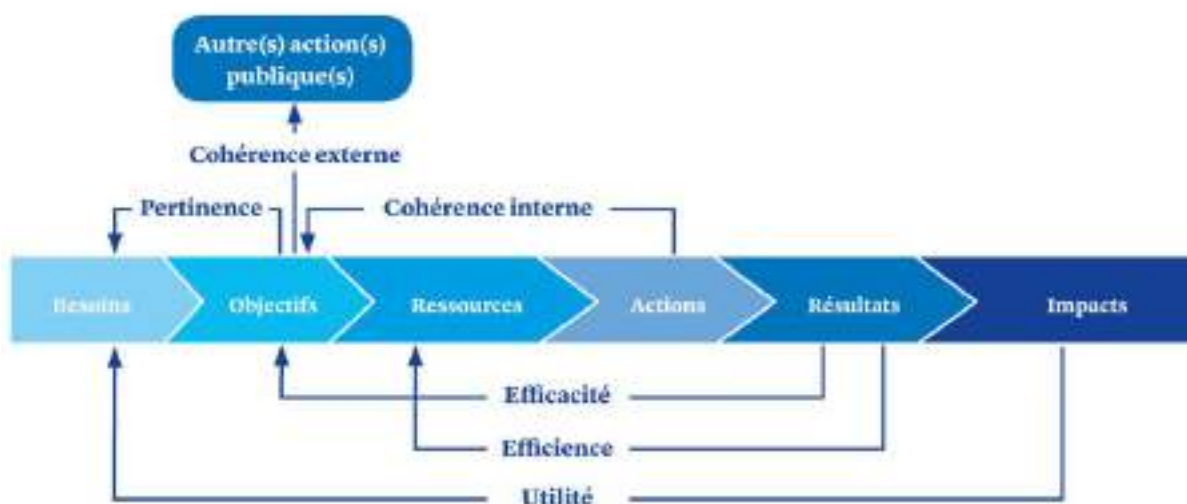 Autre(s) action(s)
publique(s)
Cohérence externe
Pertinence
Cohérence interne
Besoins
Objectifs
Ressources
Actions
Résultats
Impacts
Efficacité
Efficience
Utilité